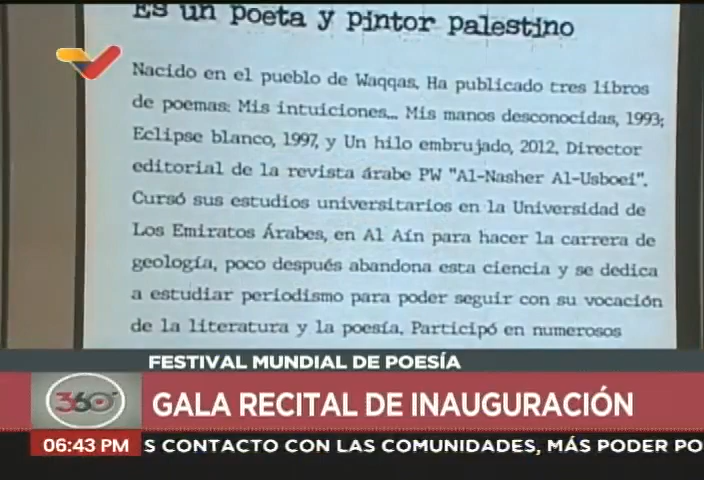 Es un poeta y pintor palestino
Nacido en el pueblo de Waqqas. Ha publicado tres libros
de poemas: Mis intuiciones... Mis manos desconocidas, 1993;
Eclipse blanco, 1997, y Un hilo embrujado, 2012. Director
editorial de la revista árabe PW "Al-Nasher Al-Usboei".
Cursó sus estudios universitarios en la Universidad de
Los Emiratos Árabes, en Al Aín para hacer la carrera de
geología, poco después abandona esta ciencia y se dedica
a estudiar periodismo para poder seguir con su vocación
de la literatura y la poesía. Participó en numerosos
FESTIVAL MUNDIAL DE POESÍA
360°
GALA RECITAL DE INAUGURACIÓN
06:43 PM
S CONTACTO CON LAS COMUNIDADES, MÁS PODER PO